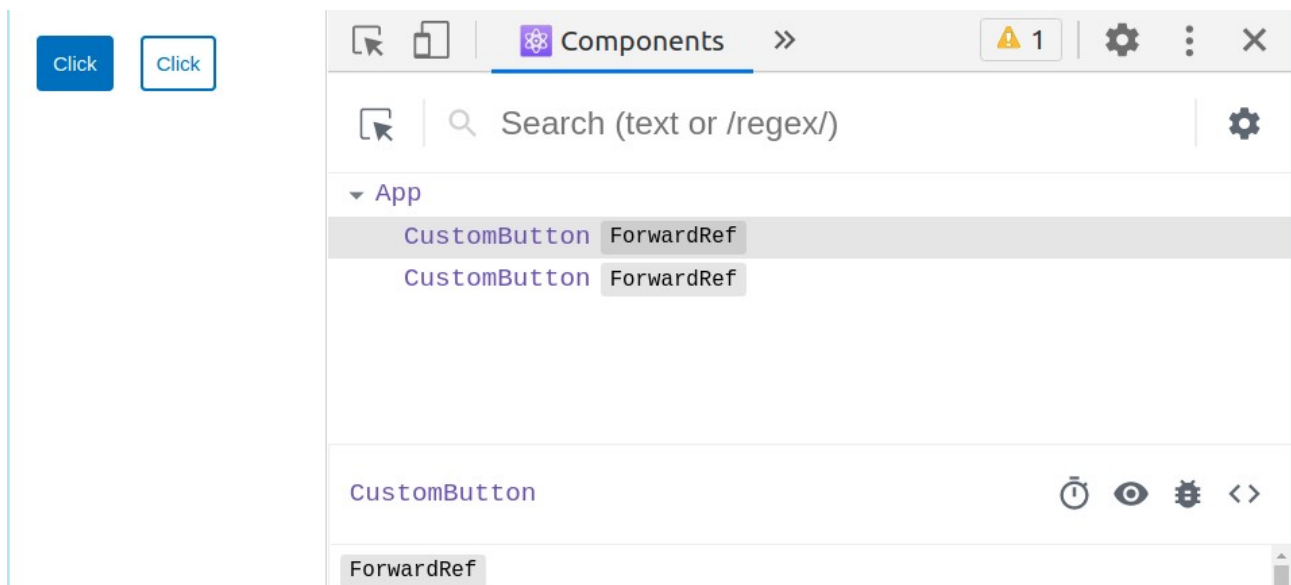 Click Click
Components » 1
Search (text or /regex/)
App
CustomButton ForwardRef
CustomButton ForwardRef
CustomButton < >
ForwardRef